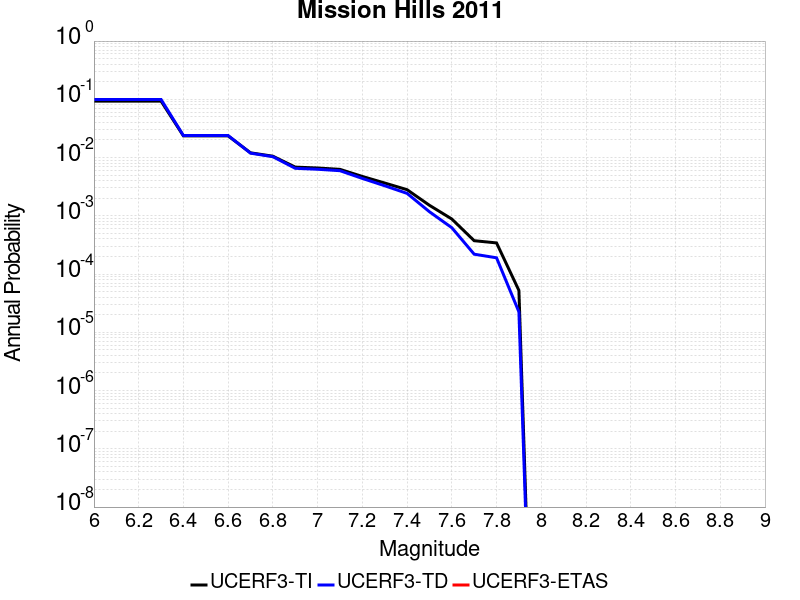 Mission Hills 2011
10^0
10^-1
10^-2
10^-3
10^-4
10^-5
10^-6
10^-7
10^-8
Annual Probability
6 6.2 6.4 6.6 6.8 7 7.2 7.4 7.6 7.8 8 8.2 8.4 8.6 8.8 9
Magnitude
UCERF3-TI UCERF3-TD UCERF3-ETAS